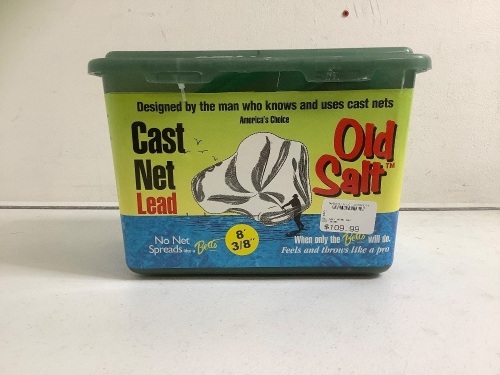 Designed by the man who knows and uses cast nets
America's Choice
Cast
Net
Lead
Old
Salt™
8'
3/8"
$109.99
No Net
Spreads like a Betts
When only the Betts will do.
Feels and throws like a pro